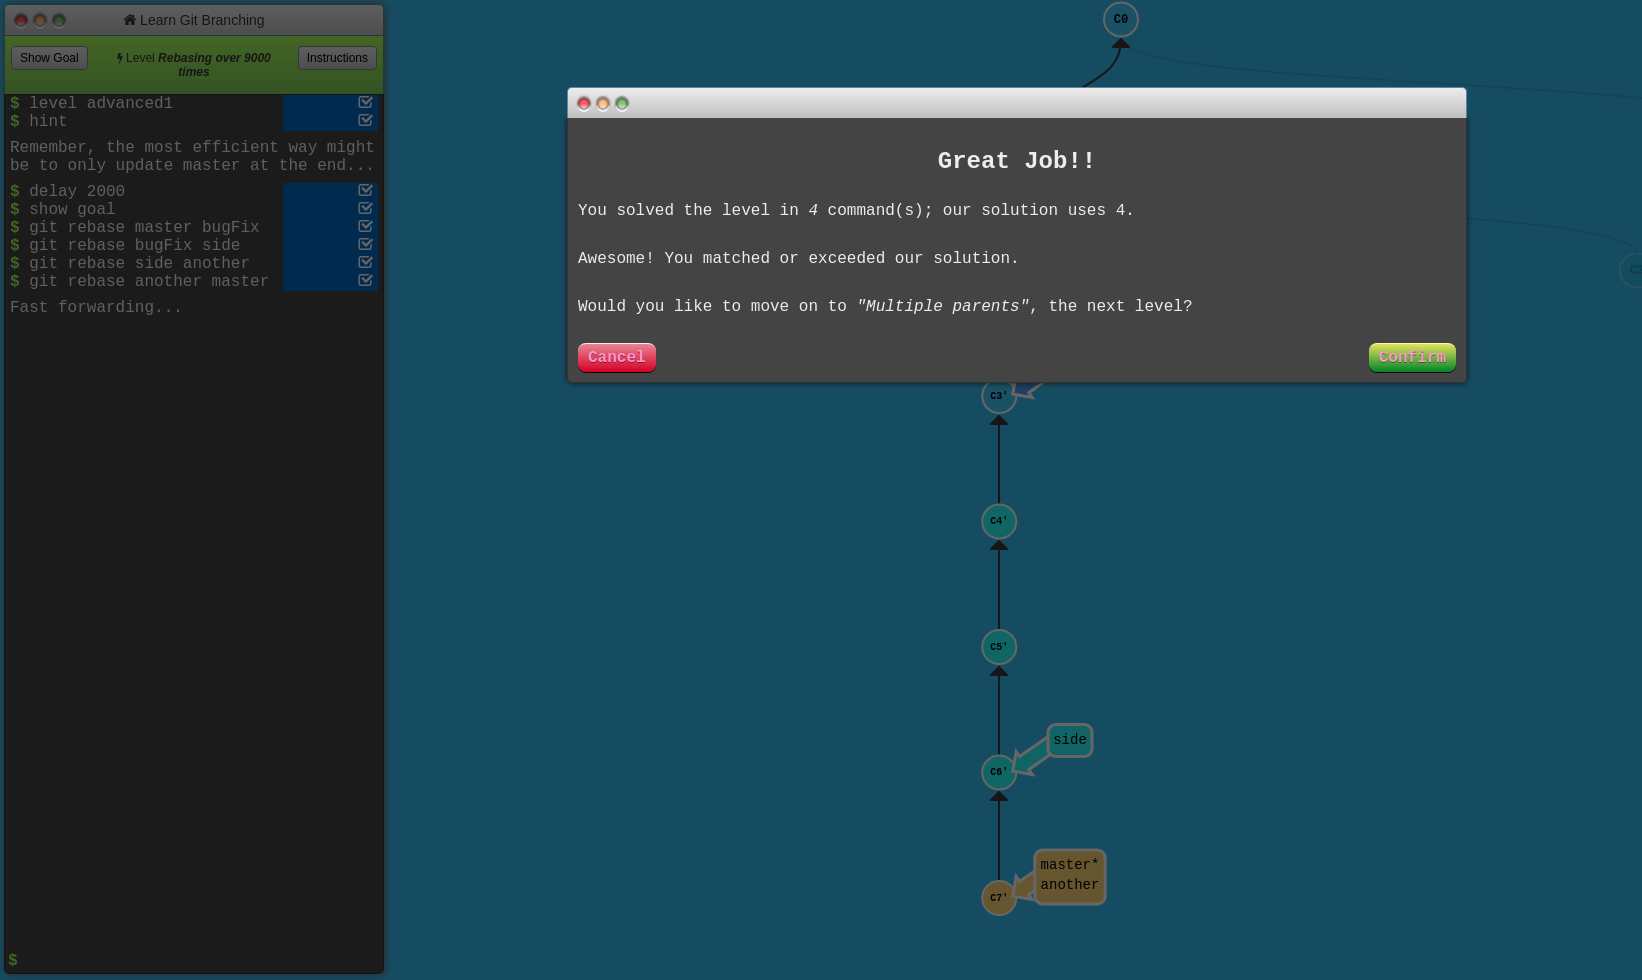 Learn Git Branching
Show Goal
Level Rebasing over 9000
times
Instructions
$ level advanced1
$ hint
Remember, the most efficient way might
be to only update master at the end...
$ delay 2000
$ show goal
$ git rebase master bugFix
$ git rebase bugFix side
$ git rebase side another
$ git rebase another master
Fast forwarding...
$
C0
Great Job!!
You solved the level in 4 command(s); our solution uses 4.
Awesome! You matched or exceeded our solution.
Would you like to move on to "Multiple parents", the next level?
Cancel
Confirm
C3'
C4'
C5'
side
C6'
master*
another
C7'